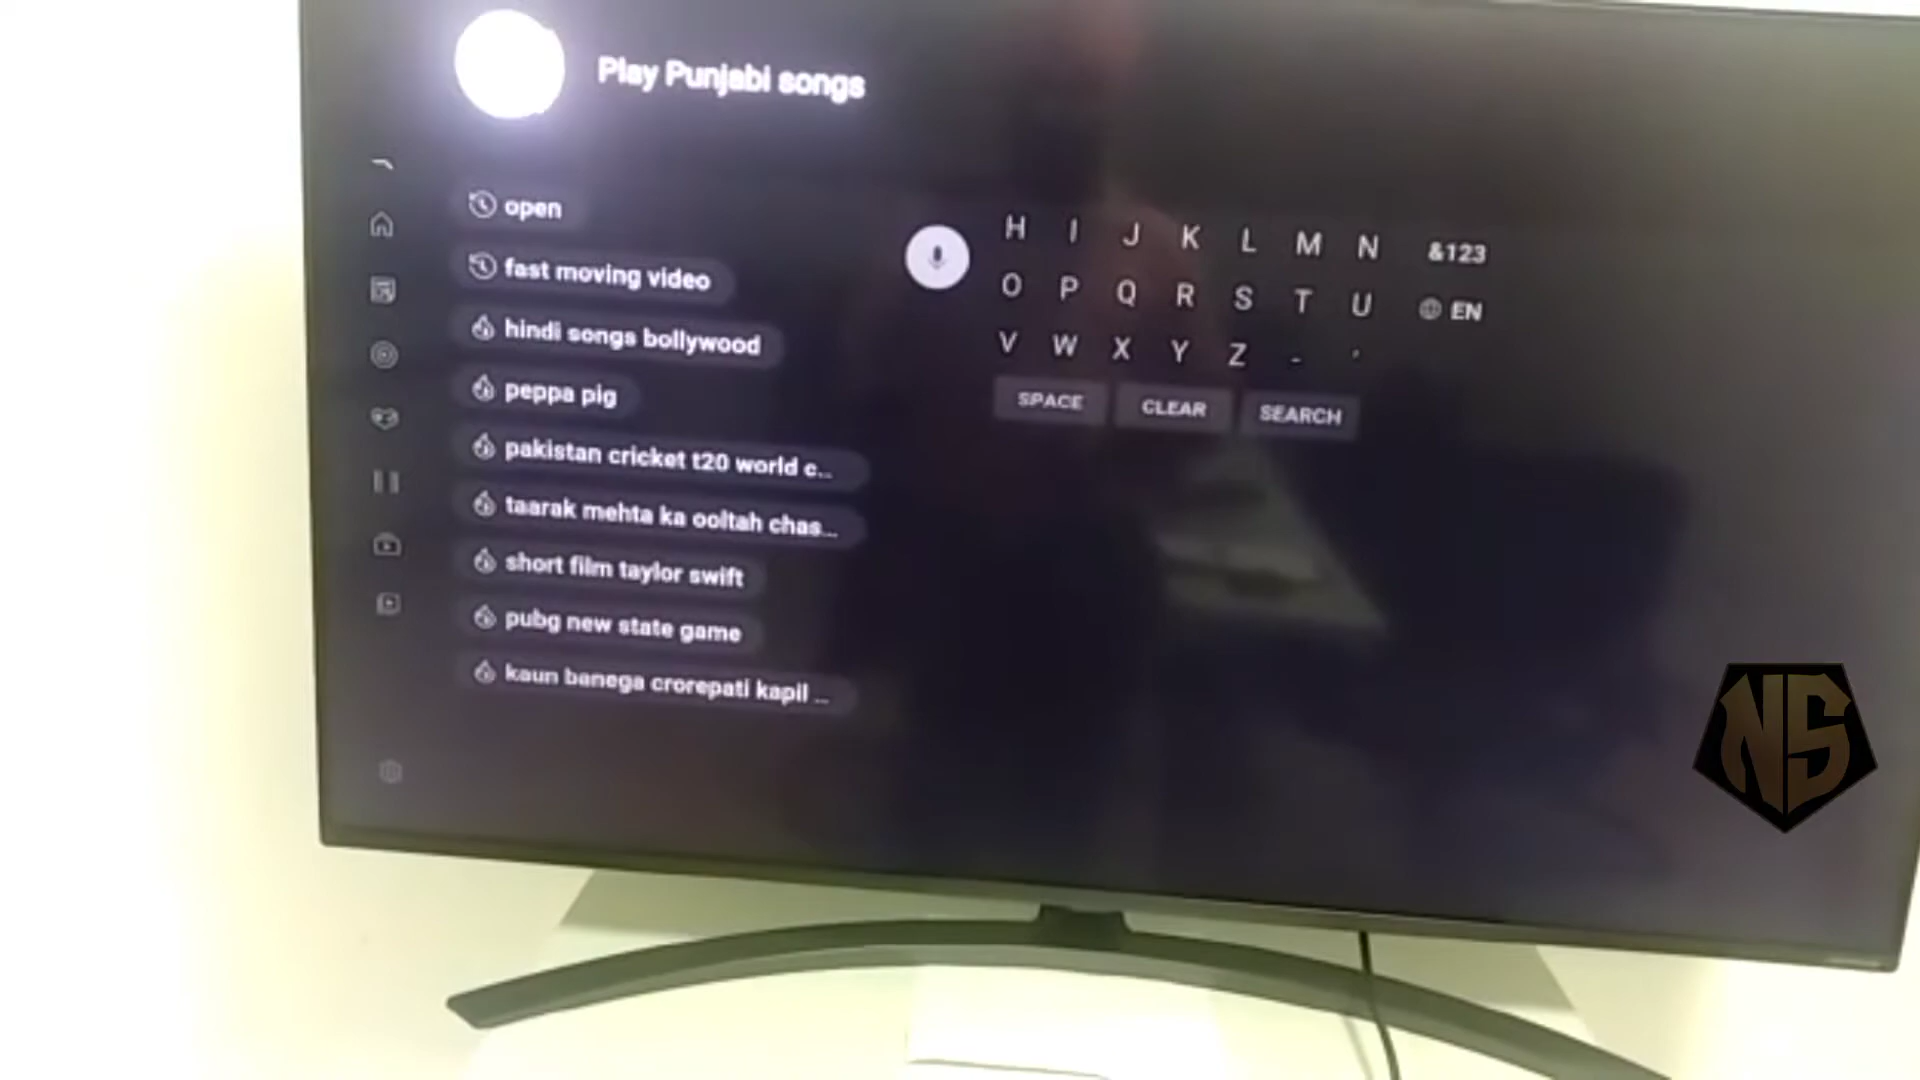 Play Punjabi songs
open
fast moving video
hindi songs bollywood
peppa pig
pakistan cricket t20 world c...
taarak mehta ka ooltah chas...
short film taylor swift
pubg new state game
kaun banega crorepati kapil ...
H I J K L M N &123
O P Q R S T U EN
V W X Y Z - '
SPACE CLEAR SEARCH
NS